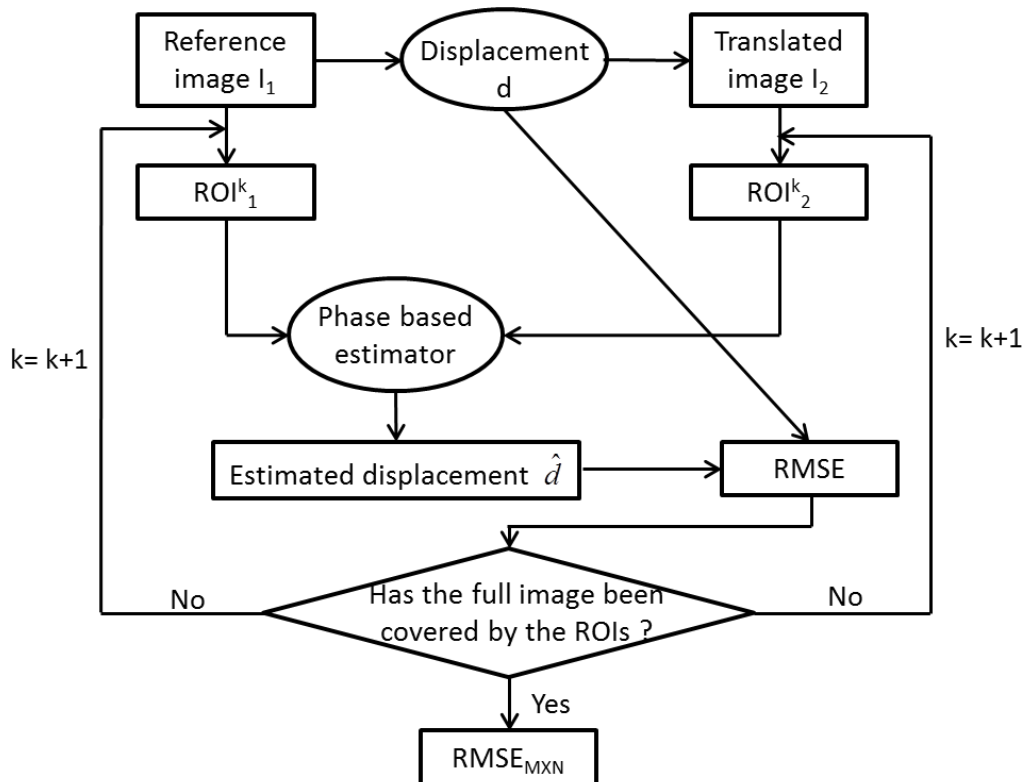 Reference
image I₁
Displacement
d
Translated
image I₂
ROIᵏ₁
ROIᵏ₂
Phase based
estimator
k= k+1
k= k+1
Estimated displacement d̂
RMSE
No
Has the full image been
covered by the ROIs ?
No
Yes
RMSE_MXN